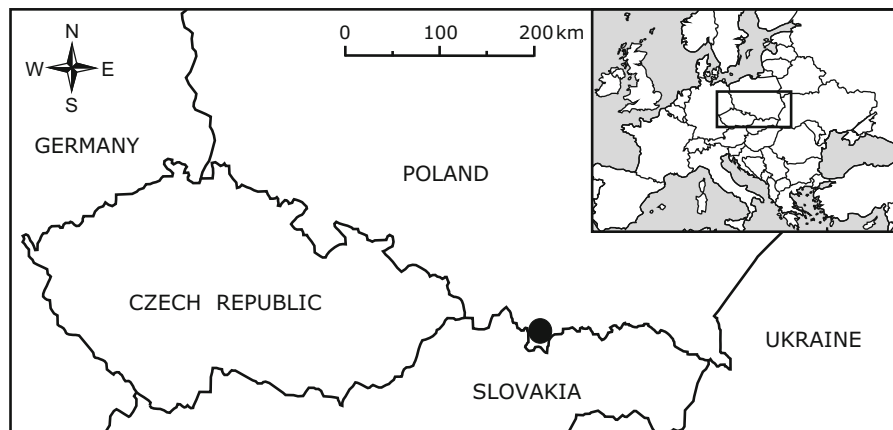 N
W E
S
0 100 200 km
GERMANY
POLAND
CZECH REPUBLIC
UKRAINE
SLOVAKIA